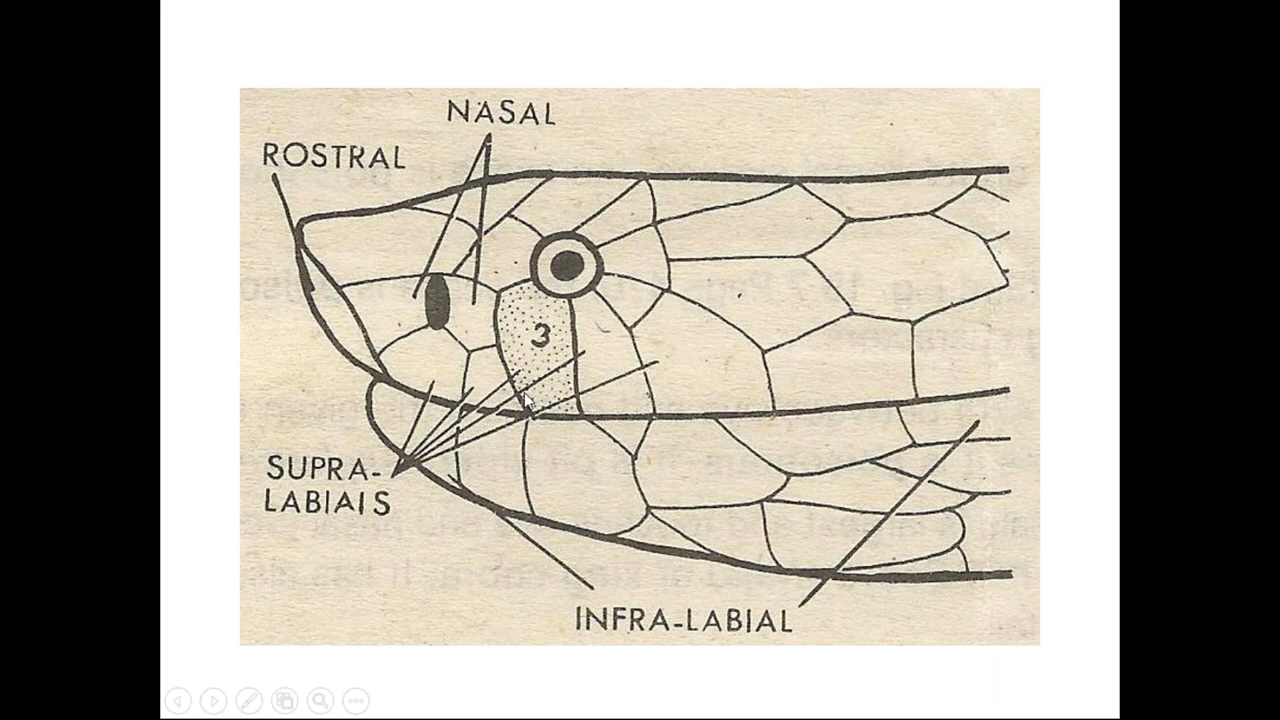 NASAL
ROSTRAL
3
SUPRA-
LABIAIS
INFRA-LABIAL